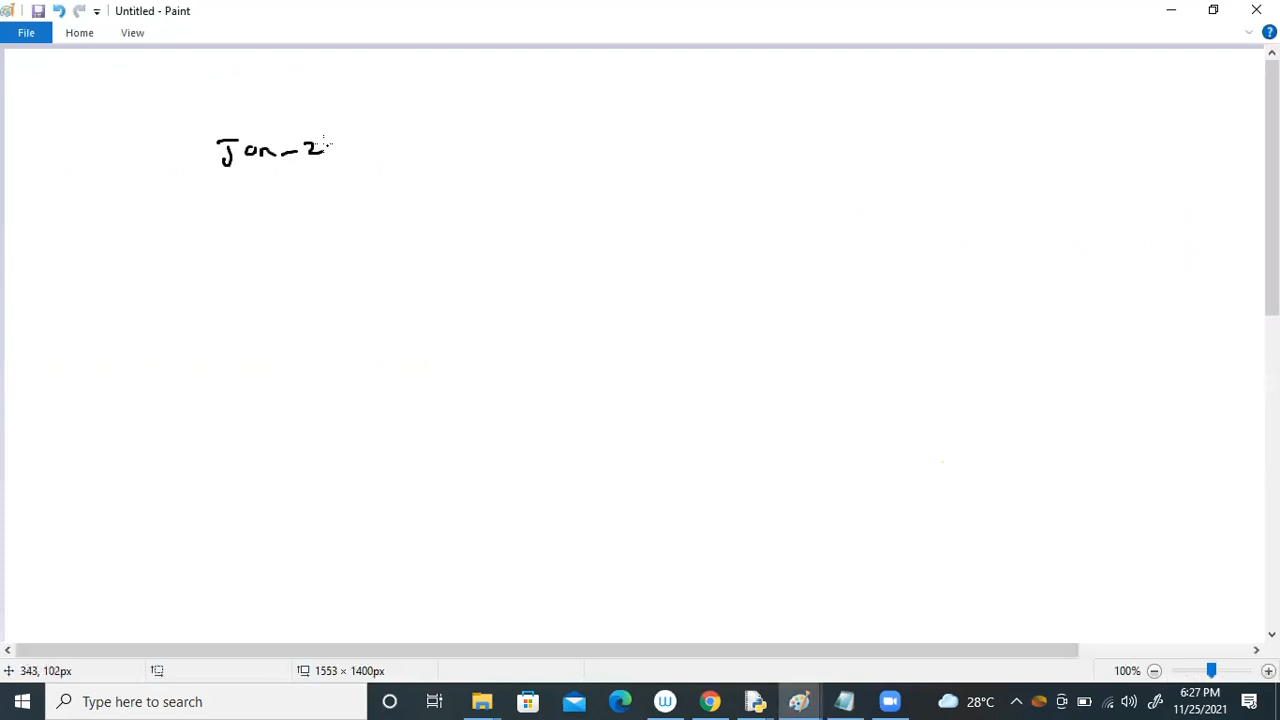 Untitled - Paint
File Home View
Jan-2
343, 102px 1553 × 1400px 100%
Type here to search 28°C 6:27 PM
11/25/2021